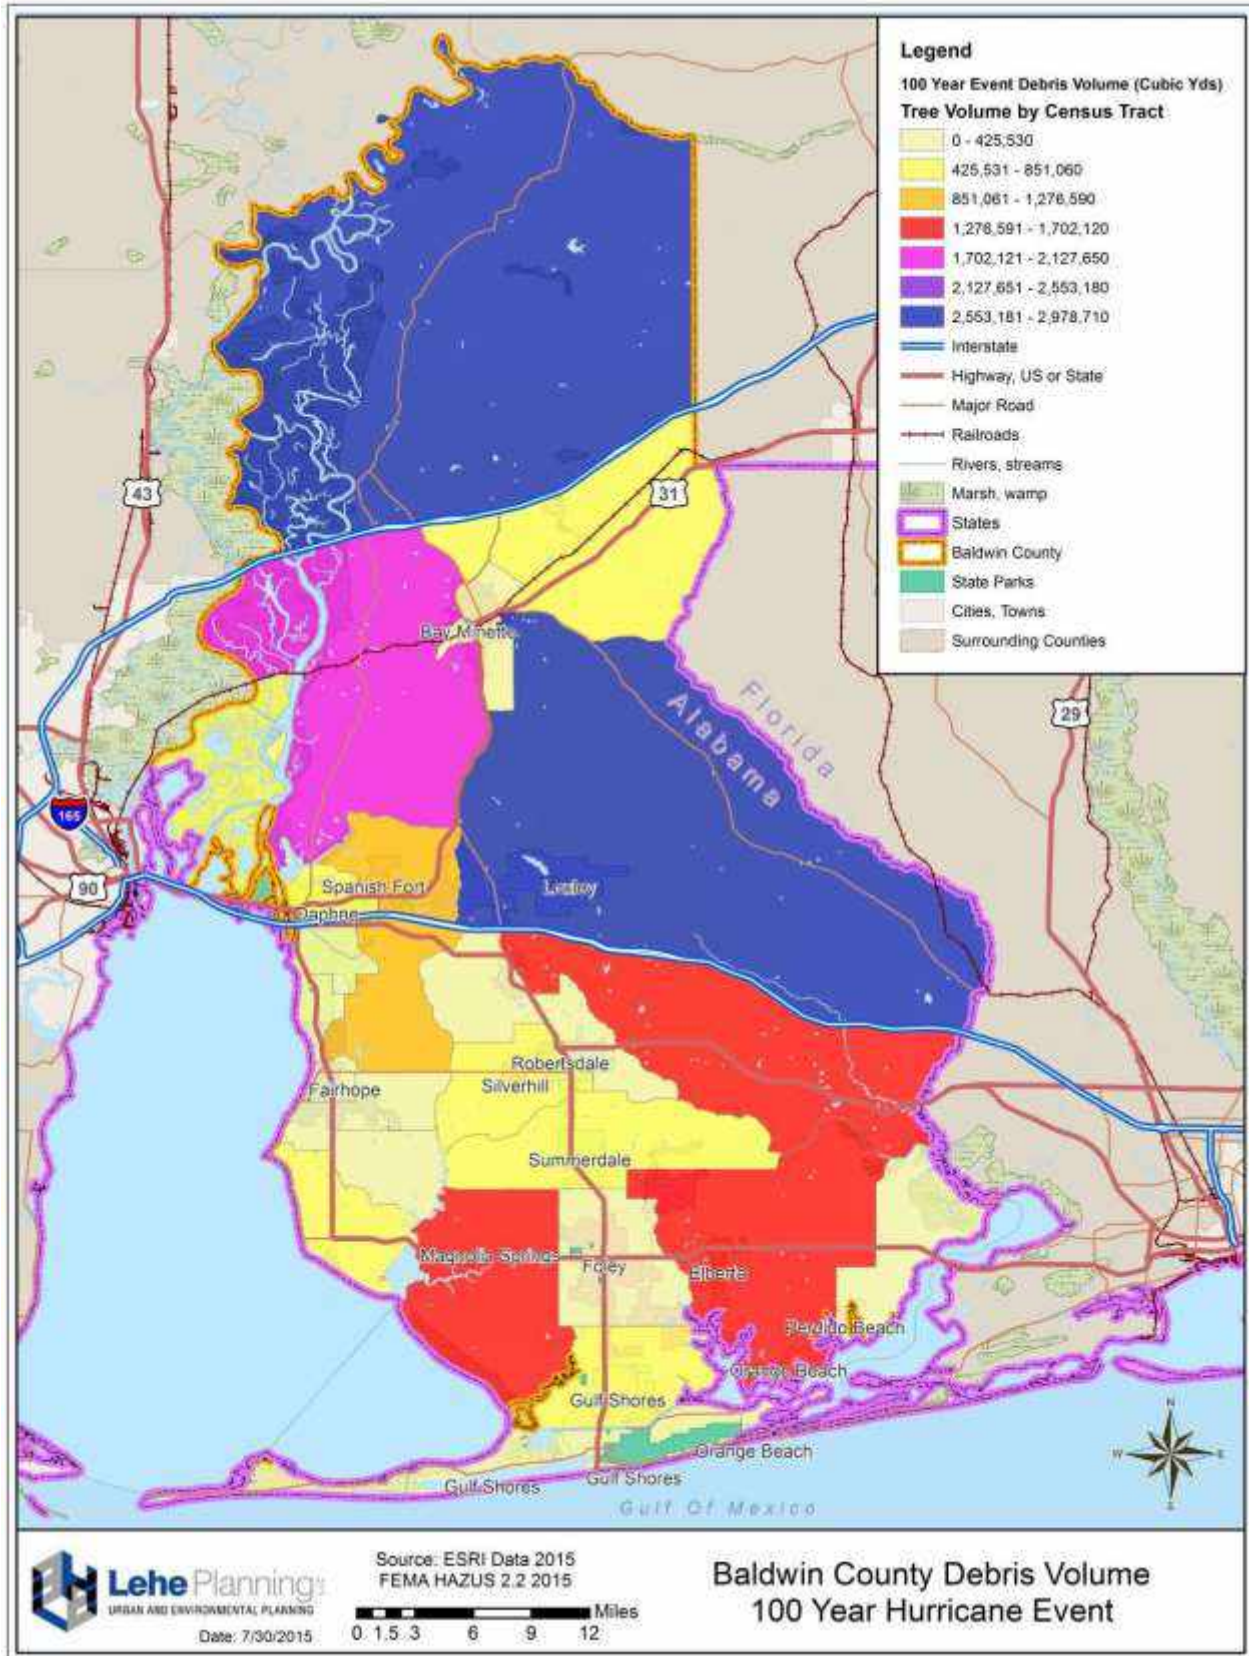 Legend
100 Year Event Debris Volume (Cubic Yds)
Tree Volume by Census Tract
0 - 425,530
425,531 - 851,060
851,061 - 1,276,590
1,276,591 - 1,702,120
1,702,121 - 2,127,650
2,127,651 - 2,553,180
2,553,181 - 2,978,710
Interstate
Highway, US or State
Major Road
Railroads
Rivers, streams
Marsh, wamp
States
Baldwin County
State Parks
Cities, Towns
Surrounding Counties
43
31
Bay Minette
Florida
Alabama
29
165
90
Spanish Fort
Loxley
Daphne
Robertsdale
Fairhope
Silverhill
Summerdale
Magnolia Springs
Foley
Elberta
Perdido Beach
Orange Beach
Gulf Shores
Orange Beach
Gulf Shores
Gulf Shores
Gulf Of Mexico
N
W
E
S
Lehe Planning
URBAN AND ENVIRONMENTAL PLANNING
Date: 7/30/2015
Source: ESRI Data 2015
FEMA HAZUS 2.2 2015
Miles
0 1.5 3 6 9 12
Baldwin County Debris Volume
100 Year Hurricane Event